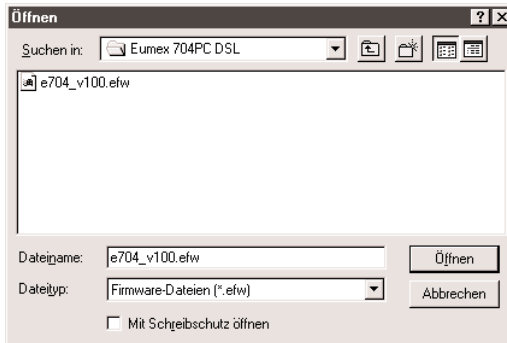 Öffnen
Suchen in: Eumex 704PC DSL
e704_v100.efw
Dateiname: e704_v100.efw Öffnen
Dateityp: Firmware-Dateien (*.efw) Abbrechen
Mit Schreibschutz öffnen